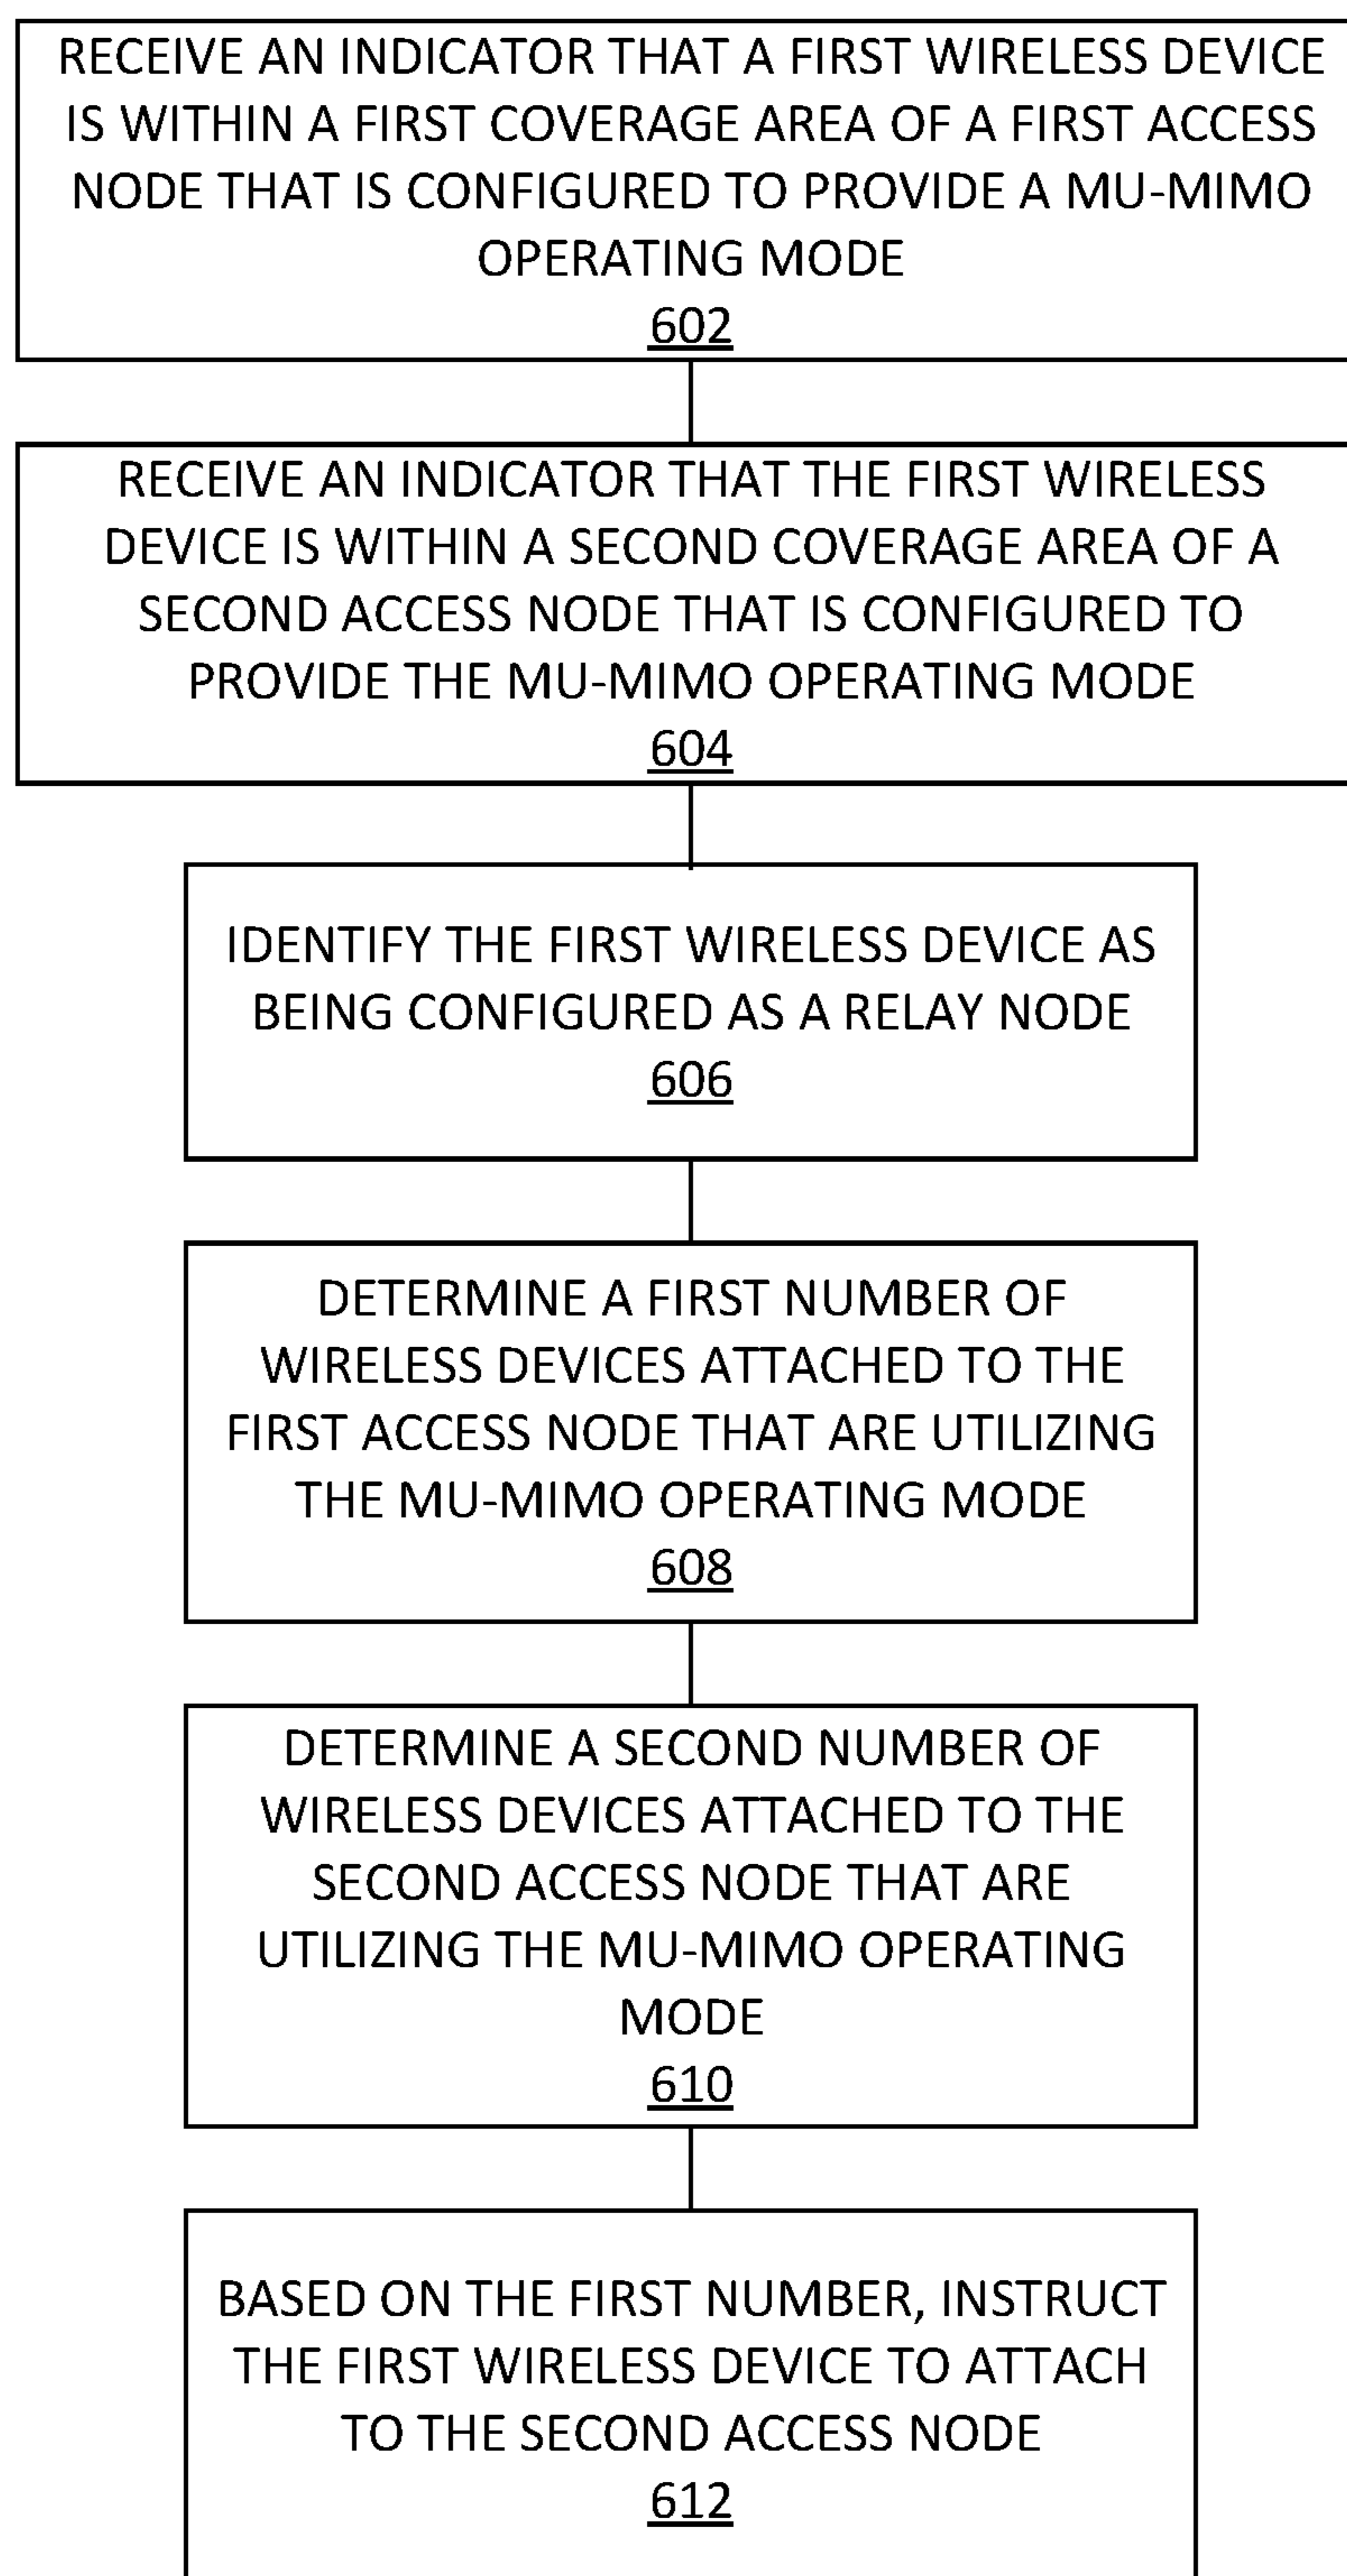 RECEIVE AN INDICATOR THAT A FIRST WIRELESS DEVICE
IS WITHIN A FIRST COVERAGE AREA OF A FIRST ACCESS
NODE THAT IS CONFIGURED TO PROVIDE A MU-MIMO
OPERATING MODE
602
RECEIVE AN INDICATOR THAT THE FIRST WIRELESS
DEVICE IS WITHIN A SECOND COVERAGE AREA OF A
SECOND ACCESS NODE THAT IS CONFIGURED TO
PROVIDE THE MU-MIMO OPERATING MODE
604
IDENTIFY THE FIRST WIRELESS DEVICE AS
BEING CONFIGURED AS A RELAY NODE
606
DETERMINE A FIRST NUMBER OF
WIRELESS DEVICES ATTACHED TO THE
FIRST ACCESS NODE THAT ARE UTILIZING
THE MU-MIMO OPERATING MODE
608
DETERMINE A SECOND NUMBER OF
WIRELESS DEVICES ATTACHED TO THE
SECOND ACCESS NODE THAT ARE
UTILIZING THE MU-MIMO OPERATING
MODE
610
BASED ON THE FIRST NUMBER, INSTRUCT
THE FIRST WIRELESS DEVICE TO ATTACH
TO THE SECOND ACCESS NODE
612